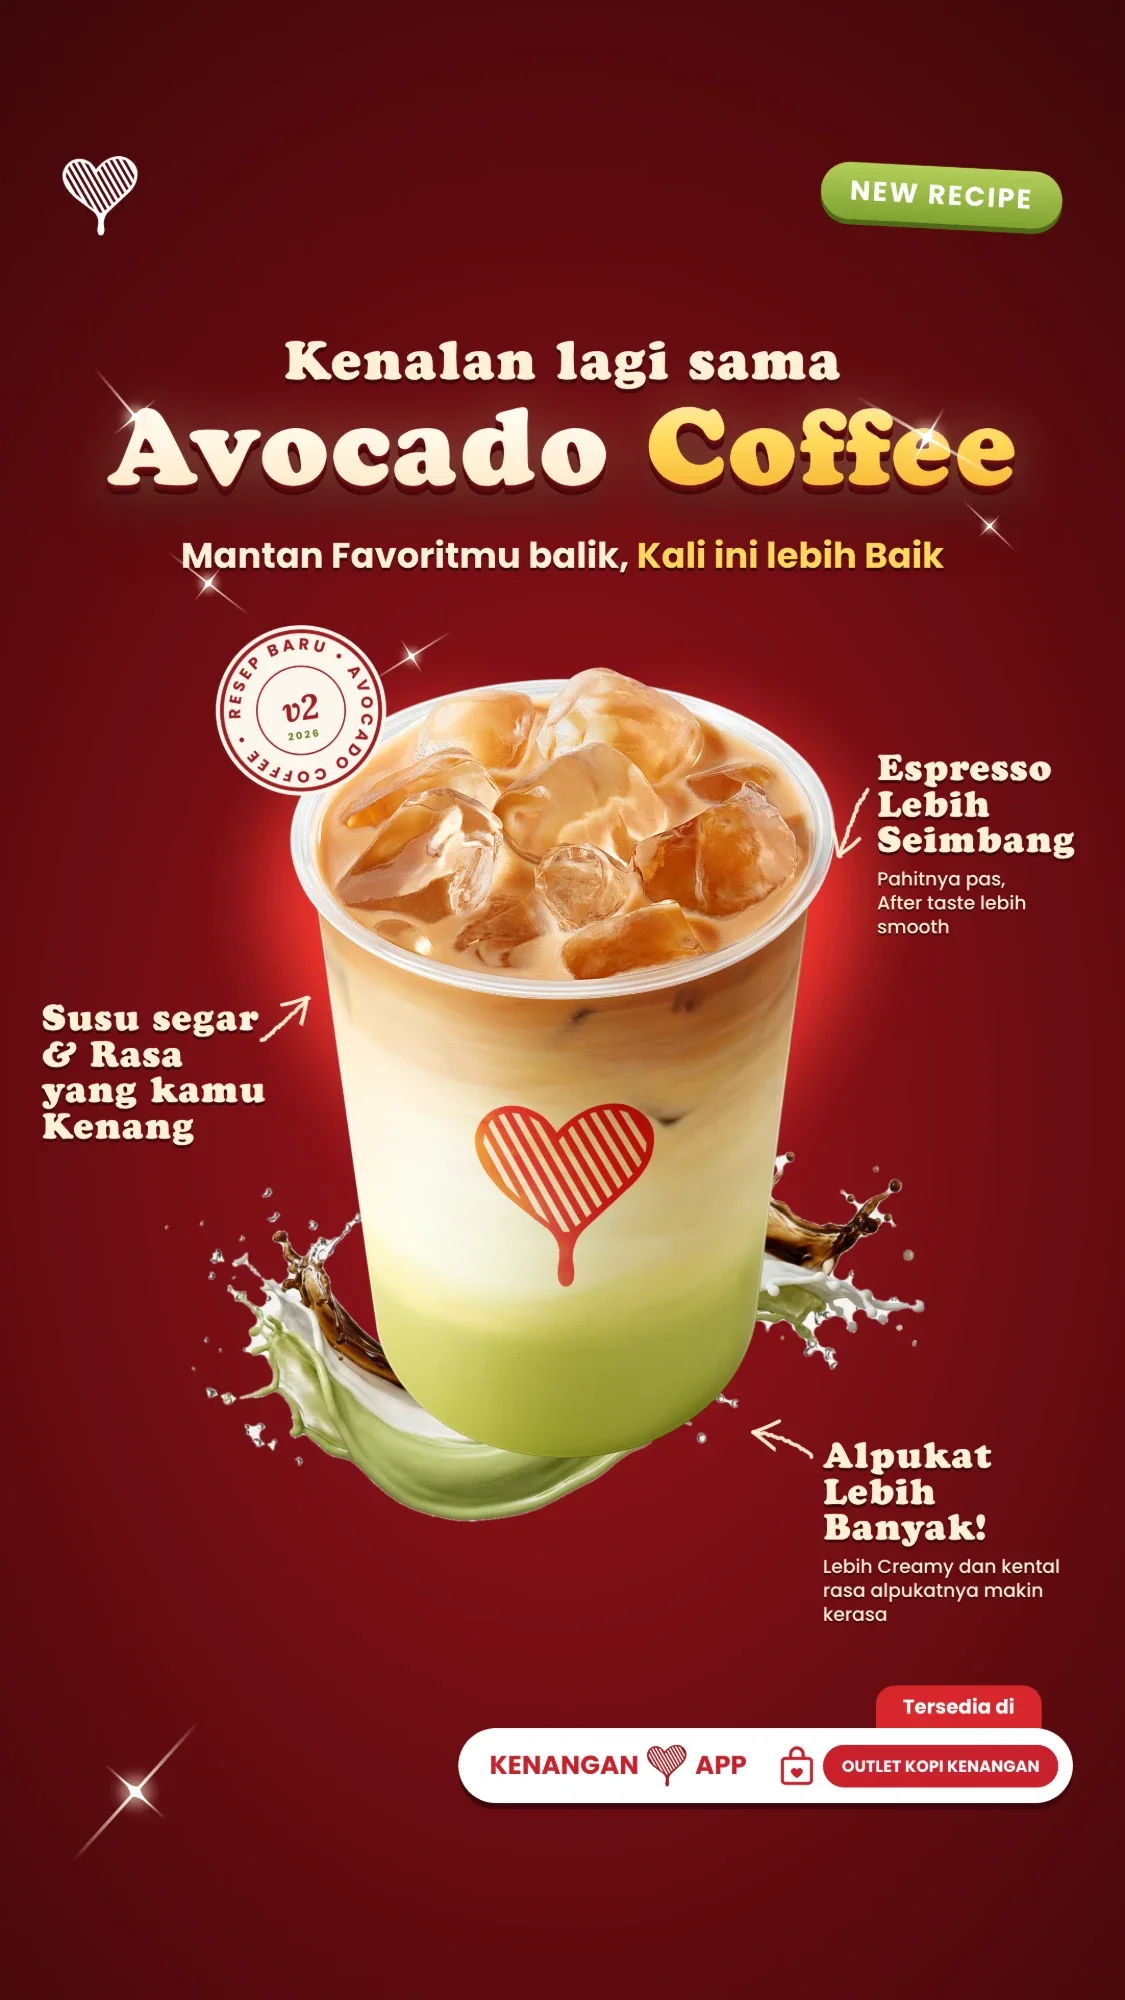 NEW RECIPE
Kenalan lagi sama
Avocado Coffee
Mantan Favoritmu balik, Kali ini lebih Baik
RESEP BARU • AVOCADO COFFEE •
v2
2026
Espresso
Lebih
Seimbang
Pahitnya pas,
After taste lebih
smooth
Susu segar
& Rasa
yang kamu
Kenang
Alpukat
Lebih
Banyak!
Lebih Creamy dan kental
rasa alpukatnya makin
kerasa
Tersedia di
KENANGAN APP
OUTLET KOPI KENANGAN